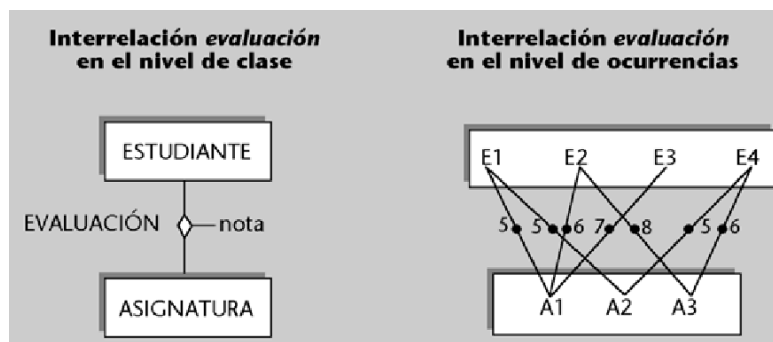 Interrelación evaluación
en el nivel de clase
ESTUDIANTE
EVALUACIÓN
nota
ASIGNATURA
Interrelación evaluación
en el nivel de ocurrencias
E1 E2 E3 E4
5 5 6 7 8 5 6
A1 A2 A3